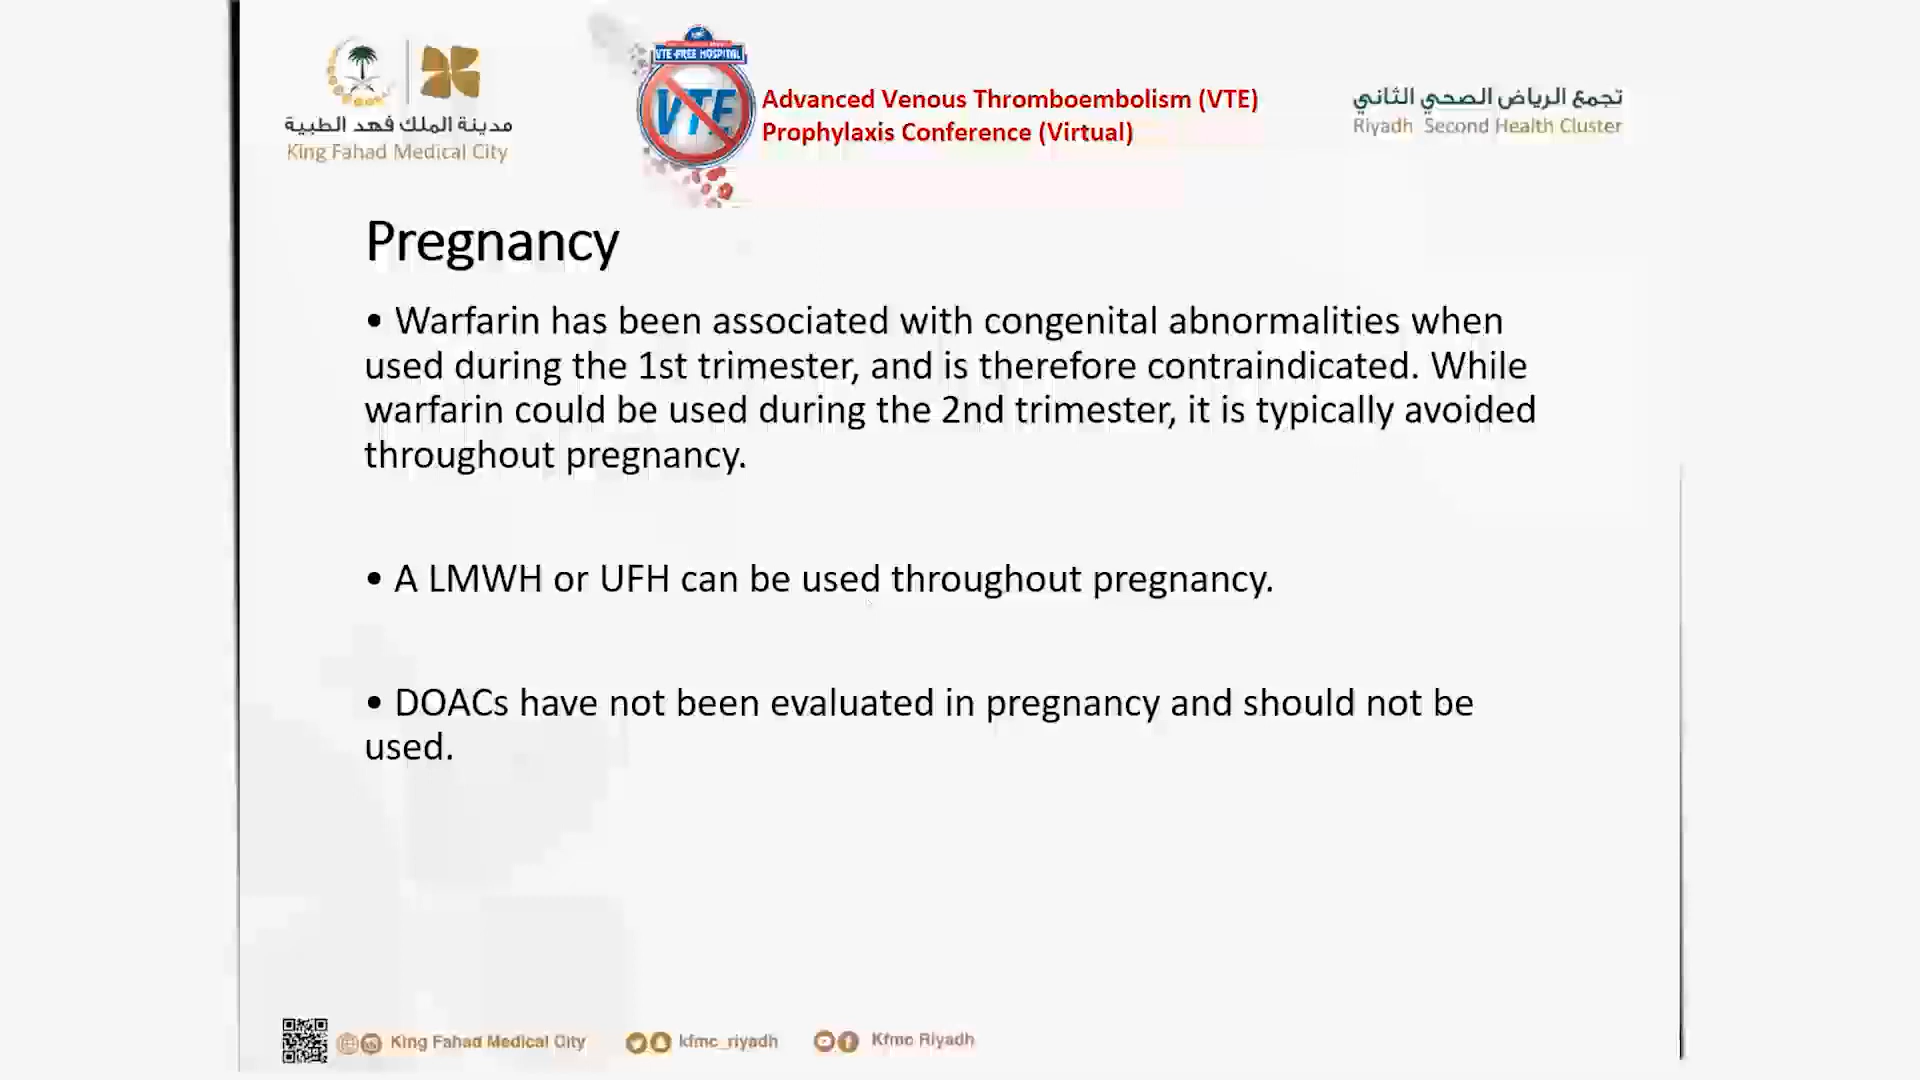 مدينة الملك فهد الطبية
King Fahad Medical City
VTE-FREE HOSPITAL
VTE
Advanced Venous Thromboembolism (VTE)
Prophylaxis Conference (Virtual)
تجمع الرياض الصحي الثاني
Riyadh Second Health Cluster
Pregnancy
• Warfarin has been associated with congenital abnormalities when
used during the 1st trimester, and is therefore contraindicated. While
warfarin could be used during the 2nd trimester, it is typically avoided
throughout pregnancy.
• A LMWH or UFH can be used throughout pregnancy.
• DOACs have not been evaluated in pregnancy and should not be
used.
King Fahad Medical City
kfmc_riyadh
Kfmc Riyadh